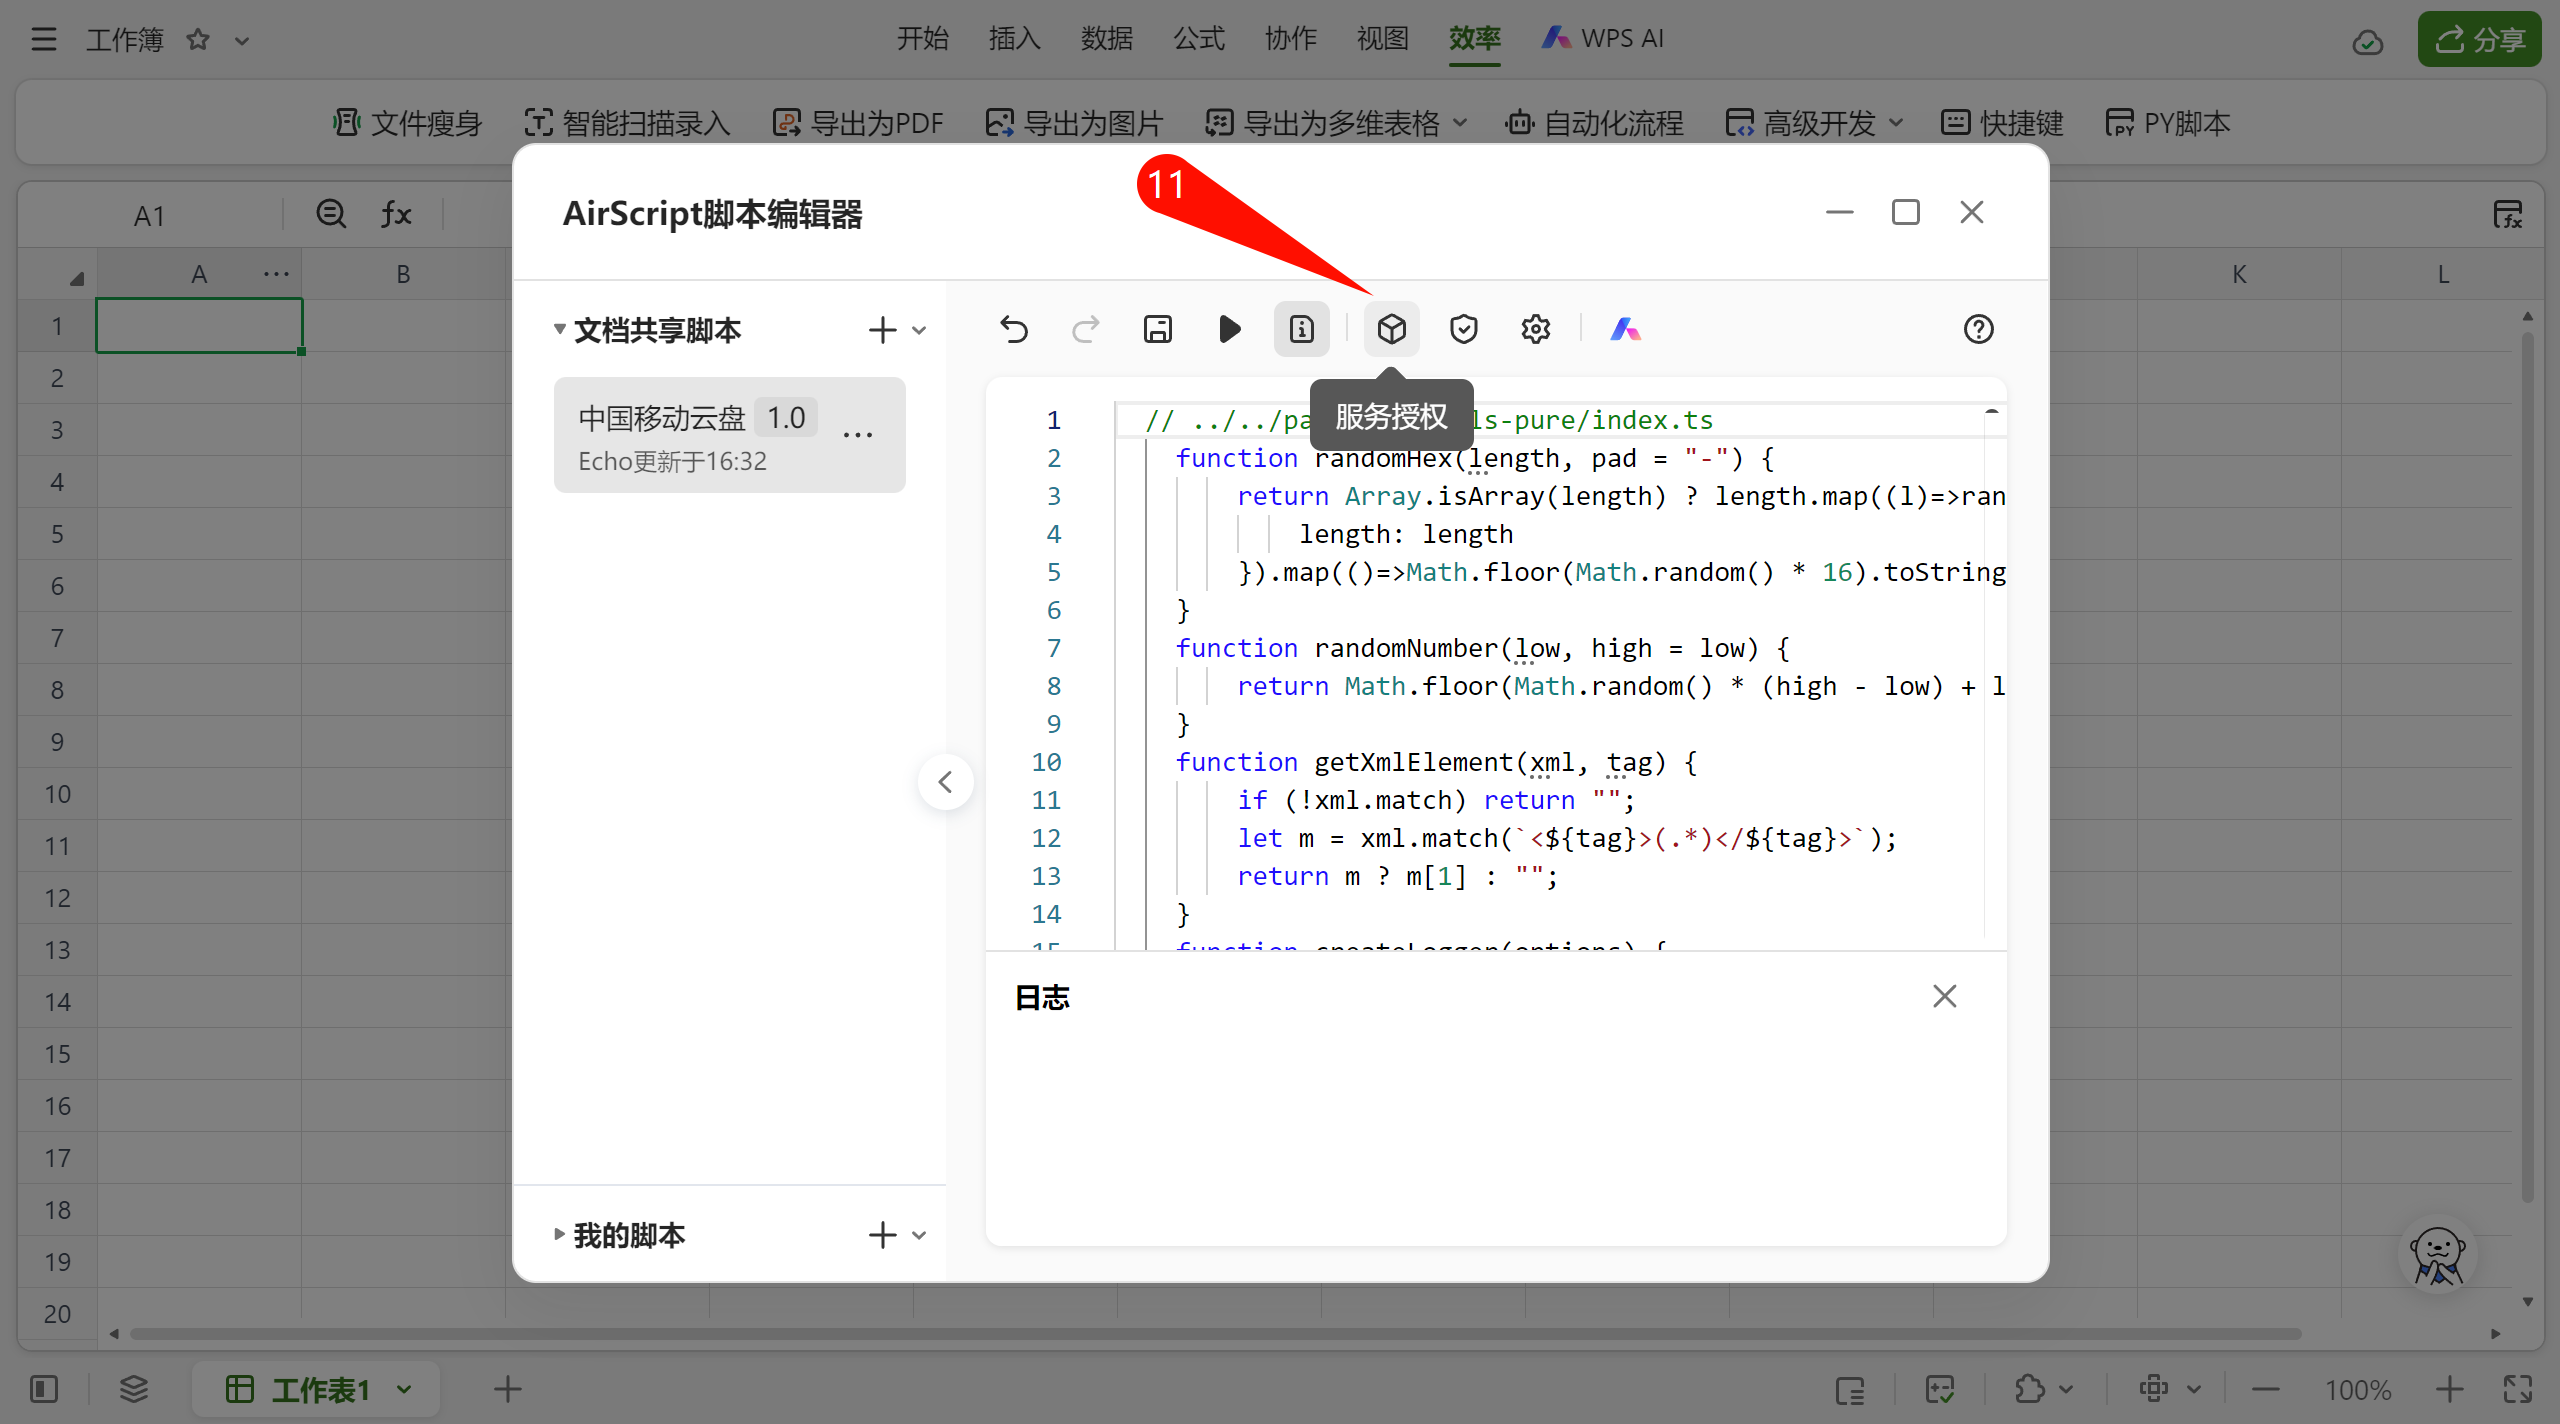 工作簿
开始 插入 数据 公式 协作 视图 效率 WPS AI
分享
文件瘦身 智能扫描录入 导出为PDF 导出为图片 导出为多维表格 自动化流程 高级开发 快捷键 PY脚本
11
AirScript脚本编辑器
A1 fx
A ... B K L
文档共享脚本
中国移动云盘 1.0 ...
Echo更新于16:32
服务授权
1 // ../../pa ls-pure/index.ts
2 function randomHex(length, pad = "-") {
3 return Array.isArray(length) ? length.map((l)=>ran
4 length: length
5 }).map(()=>Math.floor(Math.random() * 16).toString
6 }
7 function randomNumber(low, high = low) {
8 return Math.floor(Math.random() * (high - low) + l
9 }
10 function getXmlElement(xml, tag) {
11 if (!xml.match) return "";
12 let m = xml.match(`<${tag}>(.*)</${tag}>`);
13 return m ? m[1] : "";
14 }
15 function createLogger(options) {
日志
我的脚本
1
2
3
4
5
6
7
8
9
10
11
12
13
14
15
16
17
18
19
20
工作表1
100%